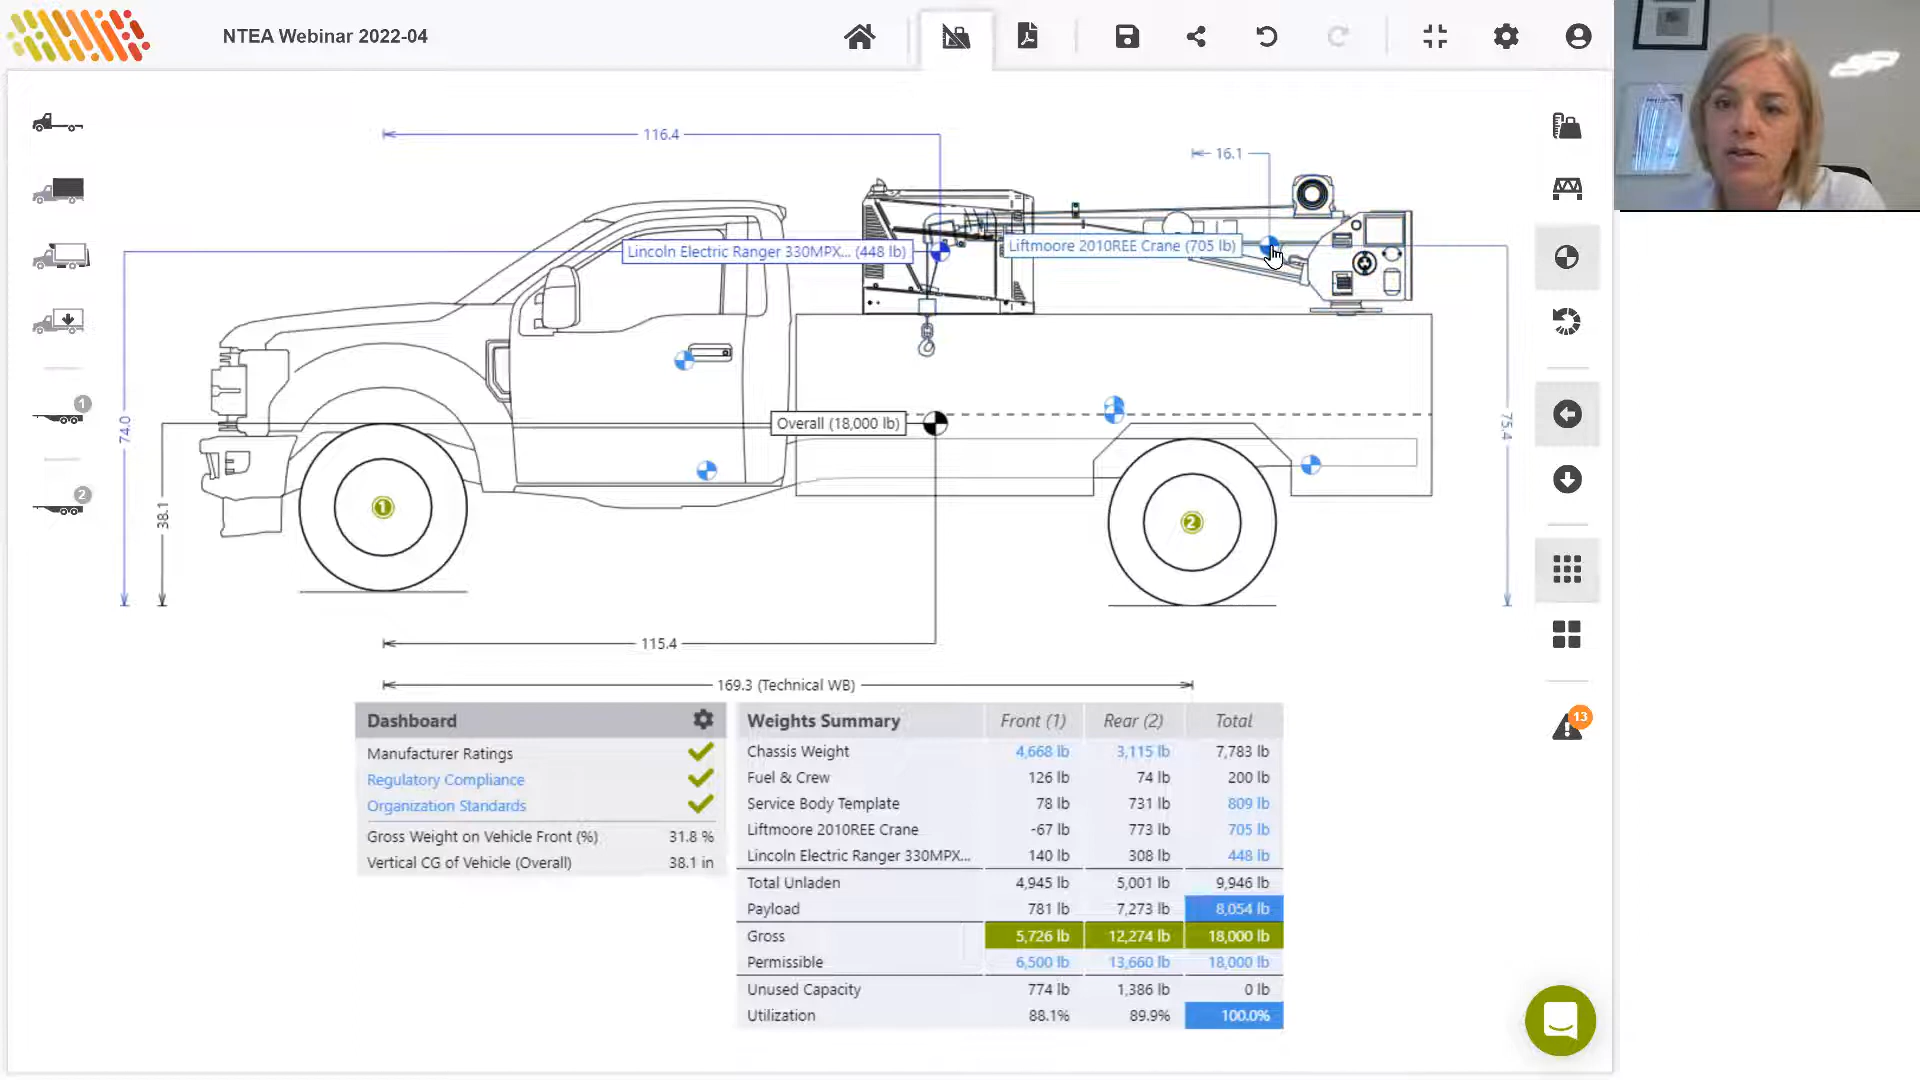 NTEA Webinar 2022-04
116.4
16.1
Lincoln Electric Ranger 330MPX... (448 lb)
Liftmoore 2010REE Crane (705 lb)
74.0
75.4
Overall (18,000 lb)
38.1
1
2
1
2
115.4
169.3 (Technical WB)
13
Dashboard
Manufacturer Ratings
Regulatory Compliance
Organization Standards
Gross Weight on Vehicle Front (%) 31.8 %
Vertical CG of Vehicle (Overall) 38.1 in
Weights Summary Front (1) Rear (2) Total
Chassis Weight 4,668 lb 3,115 lb 7,783 lb
Fuel & Crew 126 lb 74 lb 200 lb
Service Body Template 78 lb 731 lb 809 lb
Liftmoore 2010REE Crane -67 lb 773 lb 705 lb
Lincoln Electric Ranger 330MPX... 140 lb 308 lb 448 lb
Total Unladen 4,945 lb 5,001 lb 9,946 lb
Payload 781 lb 7,273 lb 8,054 lb
Gross 5,726 lb 12,274 lb 18,000 lb
Permissible 6,500 lb 13,660 lb 18,000 lb
Unused Capacity 774 lb 1,386 lb 0 lb
Utilization 88.1% 89.9% 100.0%